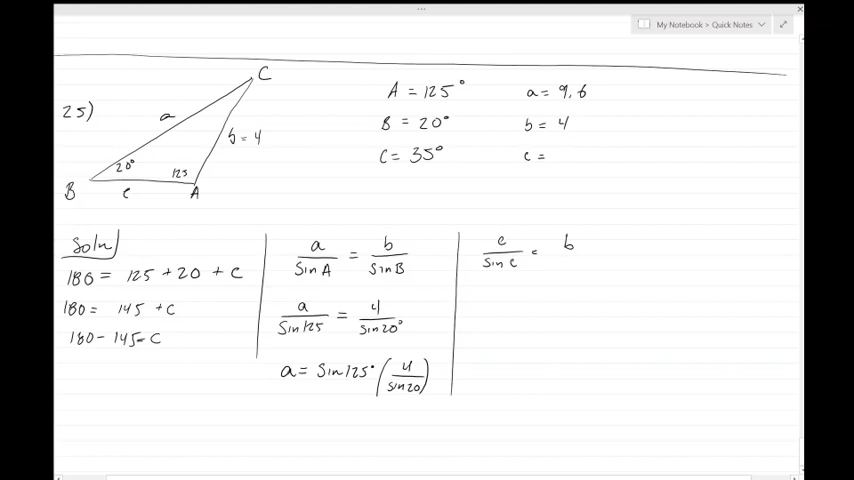 My Notebook > Quick Notes
25)
C
a
b = 4
20°
125
B
c
A
A = 125°
B = 20°
C = 35°
a = 9.6
b = 4
c =
Soln
180 = 125 + 20 + C
180 = 145 + C
180 - 145 = C
a/sin A = b/sin B
a/sin 125 = 4/sin 20°
a = sin 125° (4/sin 20)
c/sin C = b